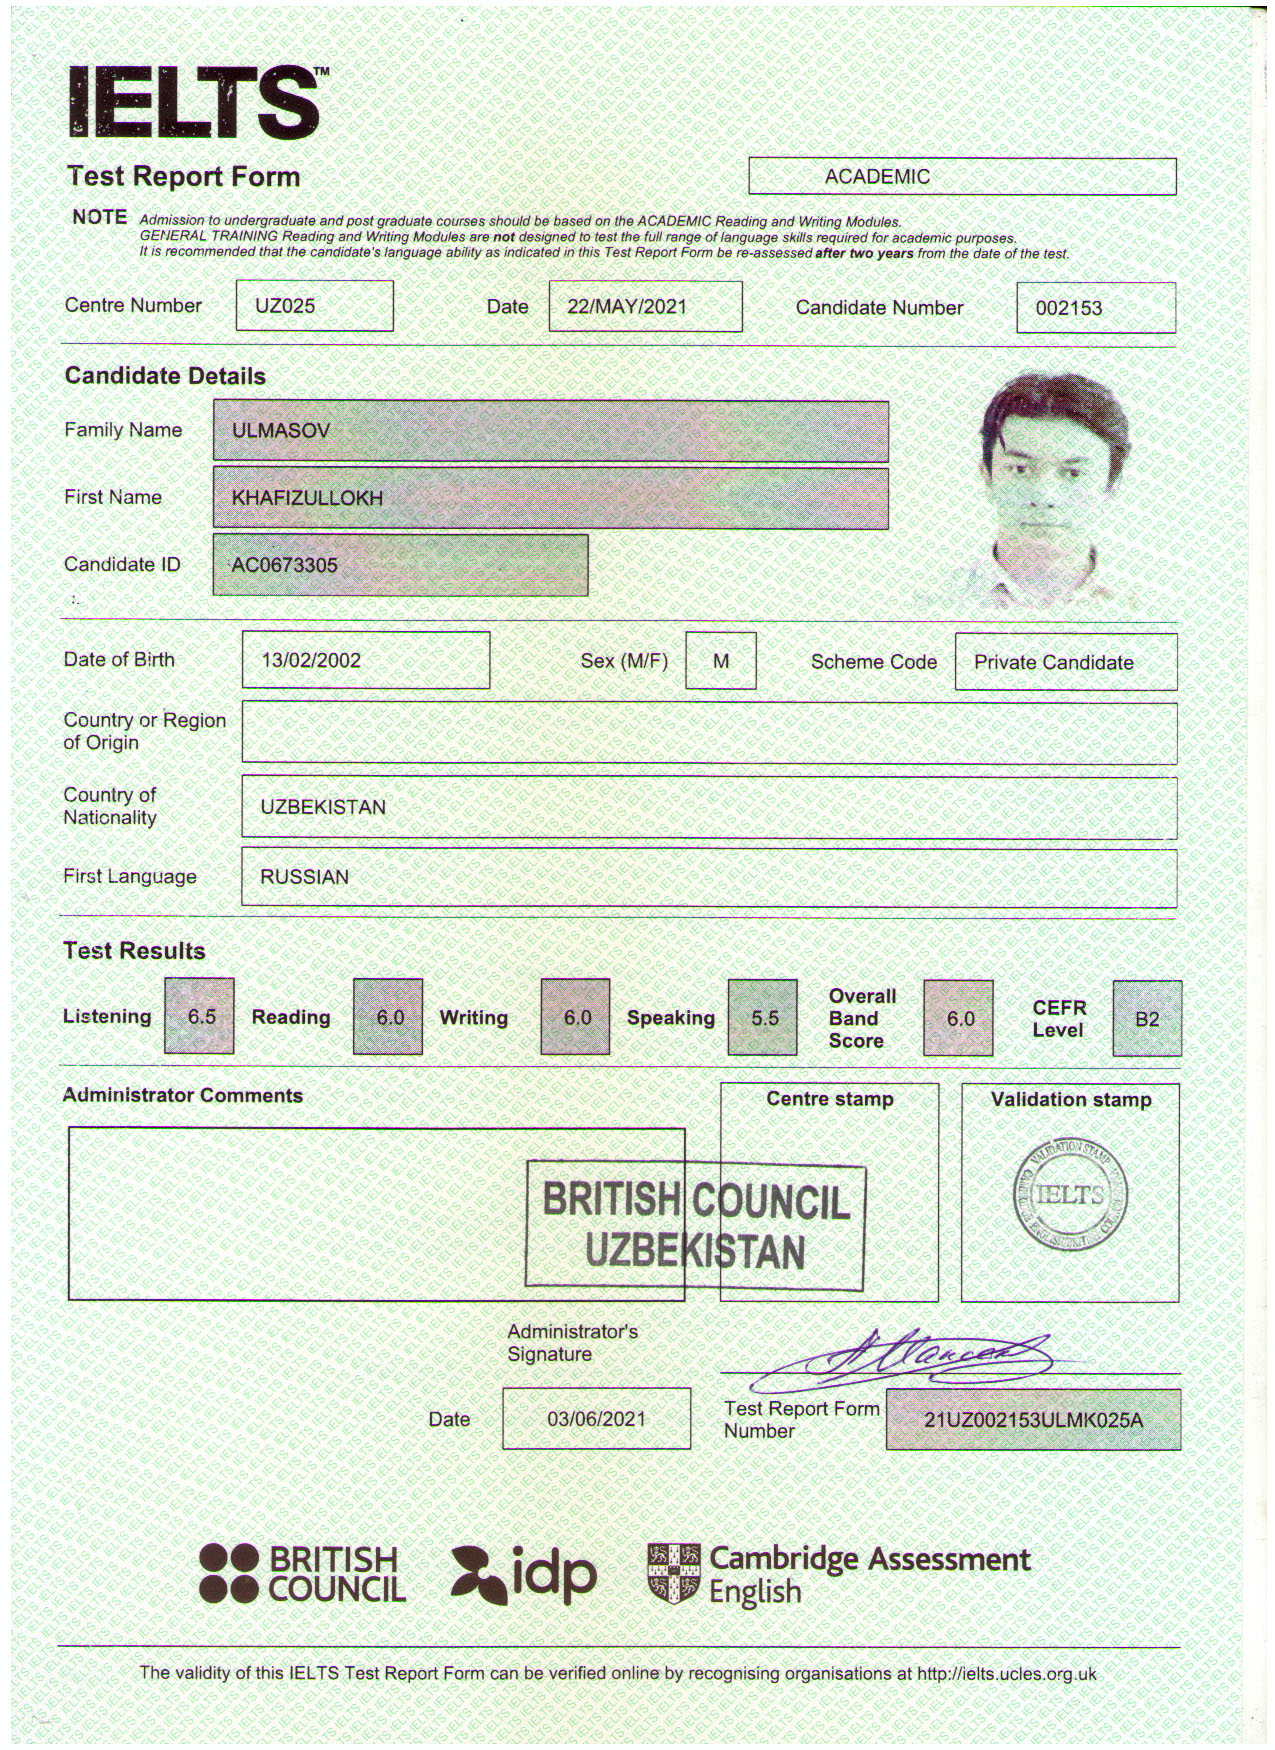 IELTS™
Test Report Form
ACADEMIC
NOTE Admission to undergraduate and post graduate courses should be based on the ACADEMIC Reading and Writing Modules.
GENERAL TRAINING Reading and Writing Modules are not designed to test the full range of language skills required for academic purposes.
It is recommended that the candidate's language ability as indicated in this Test Report Form be re-assessed after two years from the date of the test.
Centre Number UZ025 Date 22/MAY/2021 Candidate Number 002153
Candidate Details
Family Name ULMASOV
First Name KHAFIZULLOKH
Candidate ID AC0673305
Date of Birth 13/02/2002 Sex (M/F) M Scheme Code Private Candidate
Country or Region
of Origin
Country of
Nationality UZBEKISTAN
First Language RUSSIAN
Test Results
Listening 6.5 Reading 6.0 Writing 6.0 Speaking 5.5 Overall Band Score 6.0 CEFR Level B2
Administrator Comments
Centre stamp
Validation stamp
VALIDATION STAMP
IELTS
BRITISH COUNCIL
UZBEKISTAN
Administrator's
Signature
Date 03/06/2021
Test Report Form
Number 21UZ002153ULMK025A
BRITISH
COUNCIL
idp
Cambridge Assessment
English
The validity of this IELTS Test Report Form can be verified online by recognising organisations at http://ielts.ucles.org.uk